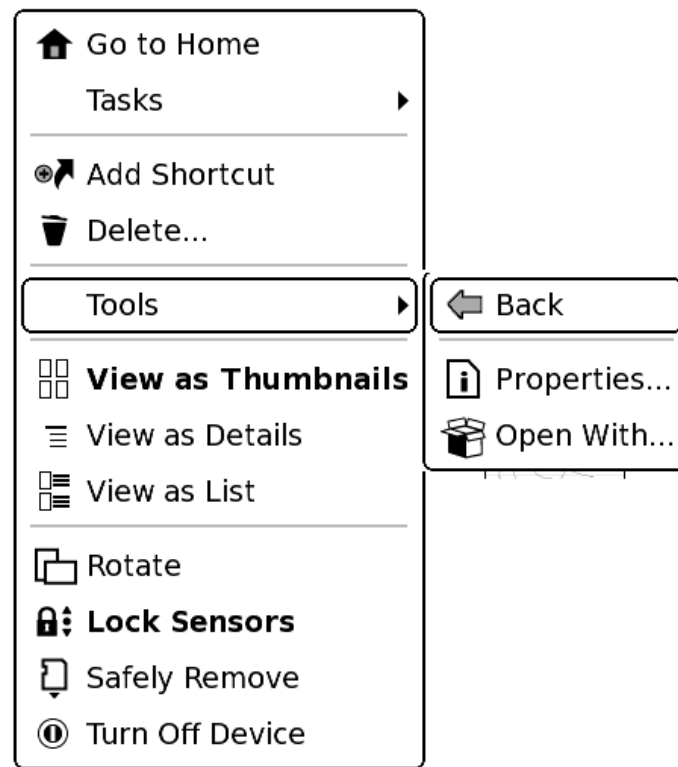 Go to Home
Tasks
Add Shortcut
Delete...
Tools
Back
View as Thumbnails
Properties...
View as Details
Open With...
View as List
Rotate
Lock Sensors
Safely Remove
Turn Off Device